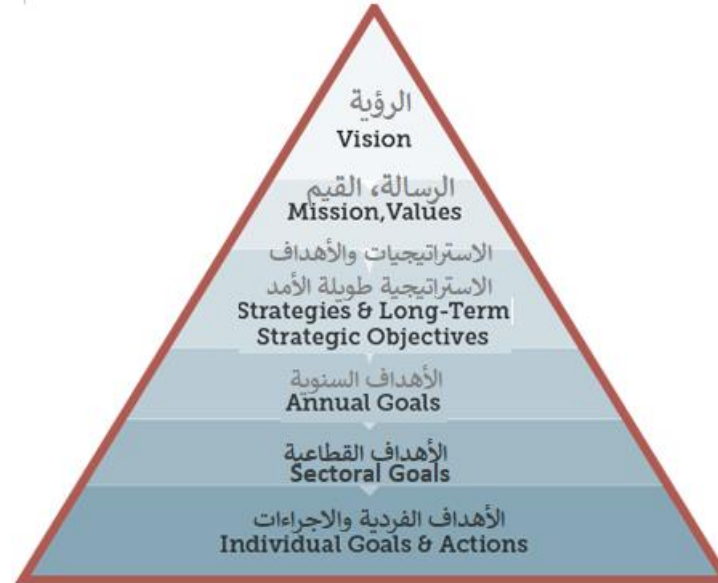 الرؤية
Vision
الرسالة، القيم
Mission,Values
الاستراتيجيات والأهداف
الاستراتيجية طويلة الأمد
Strategies & Long-Term
Strategic Objectives
الأهداف السنوية
Annual Goals
الأهداف القطاعية
Sectoral Goals
الأهداف الفردية والاجراءات
Individual Goals & Actions